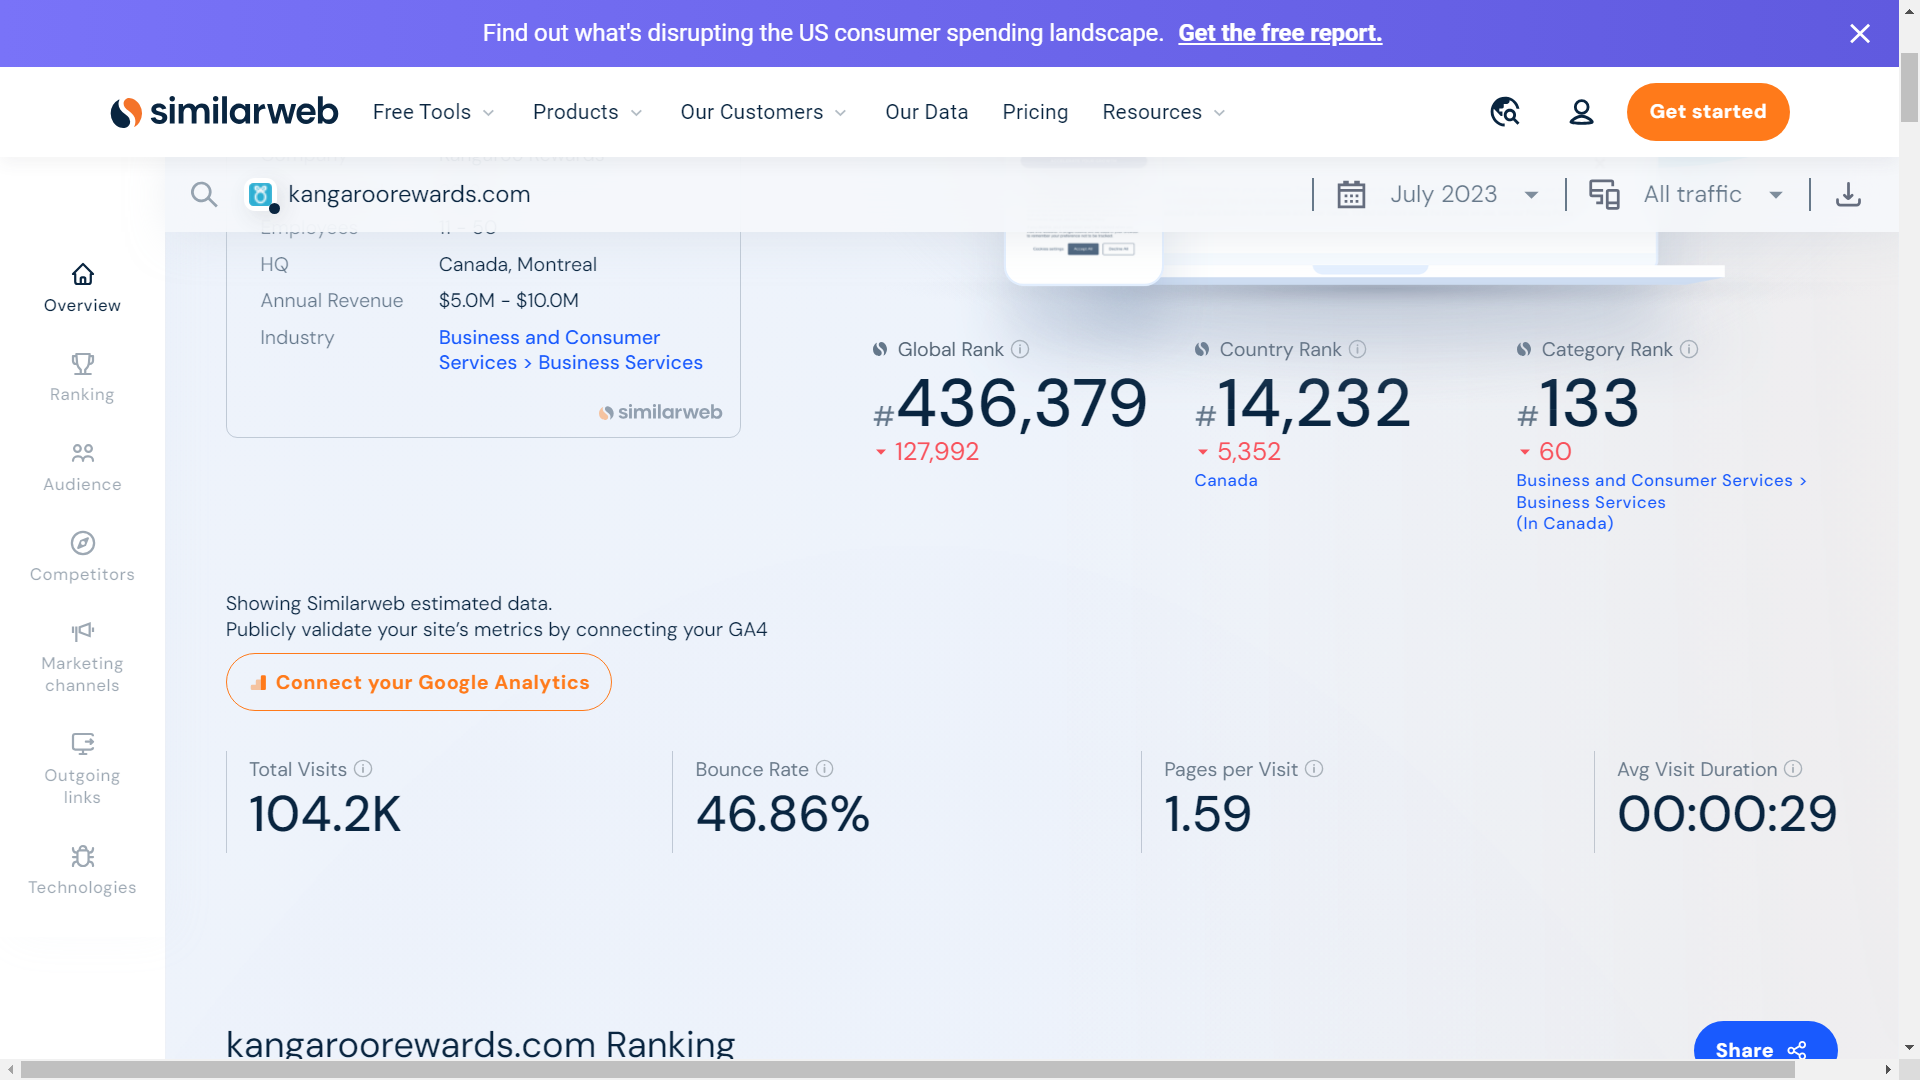 Find out what's disrupting the US consumer spending landscape. Get the free report.
similarweb Free Tools Products Our Customers Our Data Pricing Resources Get started
kangaroorewards.com July 2023 All traffic
Employees 11 - 50
HQ Canada, Montreal
Annual Revenue $5.0M - $10.0M
Industry Business and Consumer
Services > Business Services
similarweb
Overview
Ranking
Audience
Competitors
Marketing
channels
Outgoing
links
Technologies
Global Rank
#436,379
127,992
Country Rank
#14,232
5,352
Canada
Category Rank
#133
60
Business and Consumer Services >
Business Services
(In Canada)
Showing Similarweb estimated data.
Publicly validate your site’s metrics by connecting your GA4
Connect your Google Analytics
Total Visits
104.2K
Bounce Rate
46.86%
Pages per Visit
1.59
Avg Visit Duration
00:00:29
kangaroorewards.com Ranking
Share